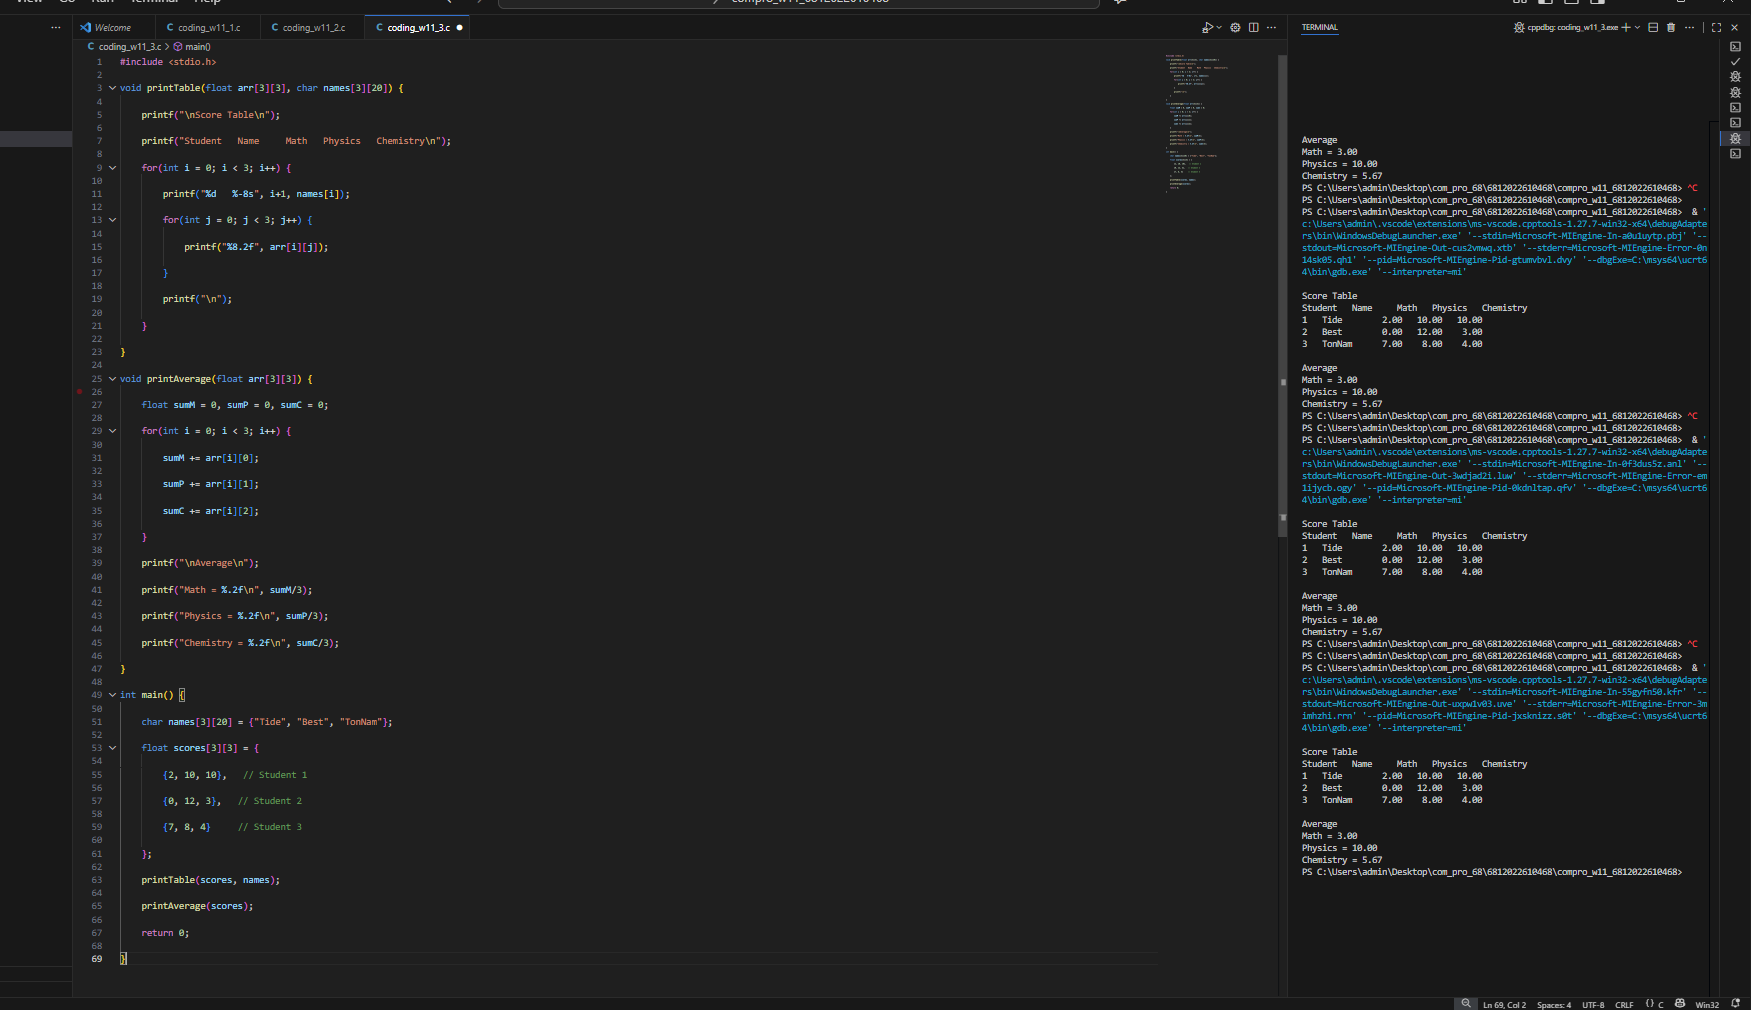 Welcome
C coding_w11_1.c
C coding_w11_2.c
C coding_w11_3.c
C coding_w11_3.c > main()
1 #include <stdio.h>
2
3 void printTable(float arr[3][3], char names[3][20]) {
4
5 printf("\nScore Table\n");
6
7 printf("Student   Name     Math   Physics   Chemistry\n");
8
9 for(int i = 0; i < 3; i++) {
10
11 printf("%d   %-8s", i+1, names[i]);
12
13 for(int j = 0; j < 3; j++) {
14
15 printf("%8.2f", arr[i][j]);
16
17 }
18
19 printf("\n");
20
21 }
22
23 }
24
25 void printAverage(float arr[3][3]) {
26
27 float sumM = 0, sumP = 0, sumC = 0;
28
29 for(int i = 0; i < 3; i++) {
30
31 sumM += arr[i][0];
32
33 sumP += arr[i][1];
34
35 sumC += arr[i][2];
36
37 }
38
39 printf("\nAverage\n");
40
41 printf("Math = %.2f\n", sumM/3);
42
43 printf("Physics = %.2f\n", sumP/3);
44
45 printf("Chemistry = %.2f\n", sumC/3);
46
47 }
48
49 int main() {
50
51 char names[3][20] = {"Tide", "Best", "TonNam"};
52
53 float scores[3][3] = {
54
55 {2, 10, 10},   // Student 1
56
57 {0, 12, 3},   // Student 2
58
59 {7, 8, 4}     // Student 3
60
61 };
62
63 printTable(scores, names);
64
65 printAverage(scores);
66
67 return 0;
68
69 }
TERMINAL
cppdbg: coding_w11_3.exe
Average
Math = 3.00
Physics = 10.00
Chemistry = 5.67
PS C:\Users\admin\Desktop\com_pro_68\6812022610468\compro_w11_6812022610468> ^C
PS C:\Users\admin\Desktop\com_pro_68\6812022610468\compro_w11_6812022610468>
PS C:\Users\admin\Desktop\com_pro_68\6812022610468\compro_w11_6812022610468>  & '
c:\Users\admin\.vscode\extensions\ms-vscode.cpptools-1.27.7-win32-x64\debugAdapte
rs\bin\WindowsDebugLauncher.exe' '--stdin=Microsoft-MIEngine-In-a0u1uytp.pbj' '--
stdout=Microsoft-MIEngine-Out-cus2vmwq.xtb' '--stderr=Microsoft-MIEngine-Error-0n
14sk05.qh1' '--pid=Microsoft-MIEngine-Pid-gtumvbvl.dvy' '--dbgExe=C:\msys64\ucrt6
4\bin\gdb.exe' '--interpreter=mi'
Score Table
Student   Name     Math   Physics   Chemistry
1   Tide        2.00   10.00   10.00
2   Best        0.00   12.00    3.00
3   TonNam      7.00    8.00    4.00
Average
Math = 3.00
Physics = 10.00
Chemistry = 5.67
PS C:\Users\admin\Desktop\com_pro_68\6812022610468\compro_w11_6812022610468> ^C
PS C:\Users\admin\Desktop\com_pro_68\6812022610468\compro_w11_6812022610468>
PS C:\Users\admin\Desktop\com_pro_68\6812022610468\compro_w11_6812022610468>  & '
c:\Users\admin\.vscode\extensions\ms-vscode.cpptools-1.27.7-win32-x64\debugAdapte
rs\bin\WindowsDebugLauncher.exe' '--stdin=Microsoft-MIEngine-In-0f3dus5z.anl' '--
stdout=Microsoft-MIEngine-Out-3wdjad2i.luw' '--stderr=Microsoft-MIEngine-Error-em
1ijycb.ogy' '--pid=Microsoft-MIEngine-Pid-0kdnltap.qfv' '--dbgExe=C:\msys64\ucrt6
4\bin\gdb.exe' '--interpreter=mi'
Score Table
Student   Name     Math   Physics   Chemistry
1   Tide        2.00   10.00   10.00
2   Best        0.00   12.00    3.00
3   TonNam      7.00    8.00    4.00
Average
Math = 3.00
Physics = 10.00
Chemistry = 5.67
PS C:\Users\admin\Desktop\com_pro_68\6812022610468\compro_w11_6812022610468> ^C
PS C:\Users\admin\Desktop\com_pro_68\6812022610468\compro_w11_6812022610468>
PS C:\Users\admin\Desktop\com_pro_68\6812022610468\compro_w11_6812022610468>  & '
c:\Users\admin\.vscode\extensions\ms-vscode.cpptools-1.27.7-win32-x64\debugAdapte
rs\bin\WindowsDebugLauncher.exe' '--stdin=Microsoft-MIEngine-In-55gyfn50.kfr' '--
stdout=Microsoft-MIEngine-Out-uxpw1v03.uve' '--stderr=Microsoft-MIEngine-Error-3m
imhzhi.rrn' '--pid=Microsoft-MIEngine-Pid-jxsknizz.s0t' '--dbgExe=C:\msys64\ucrt6
4\bin\gdb.exe' '--interpreter=mi'
Score Table
Student   Name     Math   Physics   Chemistry
1   Tide        2.00   10.00   10.00
2   Best        0.00   12.00    3.00
3   TonNam      7.00    8.00    4.00
Average
Math = 3.00
Physics = 10.00
Chemistry = 5.67
PS C:\Users\admin\Desktop\com_pro_68\6812022610468\compro_w11_6812022610468>
Ln 69, Col 2   Spaces: 4   UTF-8   CRLF   {} C   Win32